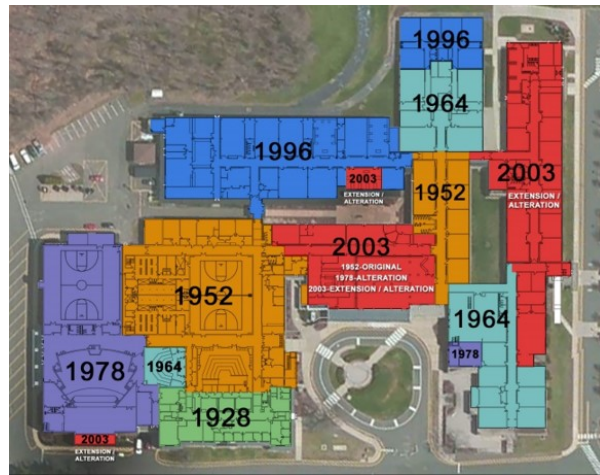 1996
1964
1996
2003
EXTENSION /
ALTERATION
1952
2003
EXTENSION /
ALTERATION
2003
1952-ORIGINAL
1978-ALTERATION
2003-EXTENSION / ALTERATION
1952
1964
1978
1978
1964
1928
2003
EXTENSION /
ALTERATION